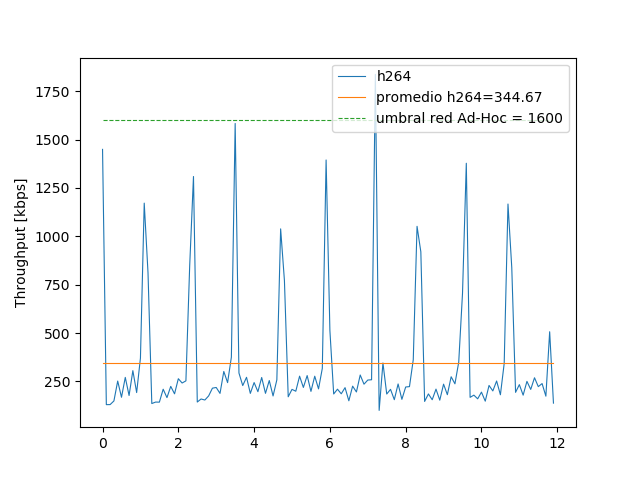 h264
promedio h264=344.67
umbral red Ad-Hoc = 1600
1750
1500
1250
1000
750
500
250
Throughput [kbps]
0 2 4 6 8 10 12